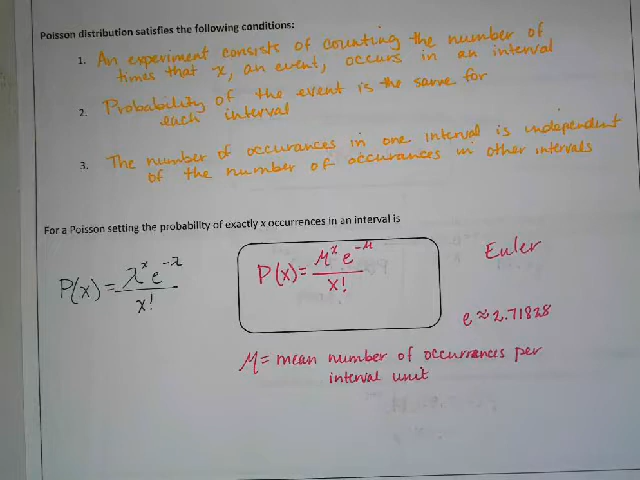 Poisson distribution satisfies the following conditions:
1. An experiment consists of counting the number of
times that x, an event, occurs in an interval
2. Probability of the event is the same for
each interval
3. The number of occurances in one interval is independent
of the number of occurances in other intervals
For a Poisson setting the probability of exactly x occurrences in an interval is
P(x) = λ^x e^-λ / x!
P(x) = μ^x e^-μ / x!
Euler
e ≈ 2.71828
μ = mean number of occurrances per
interval unit